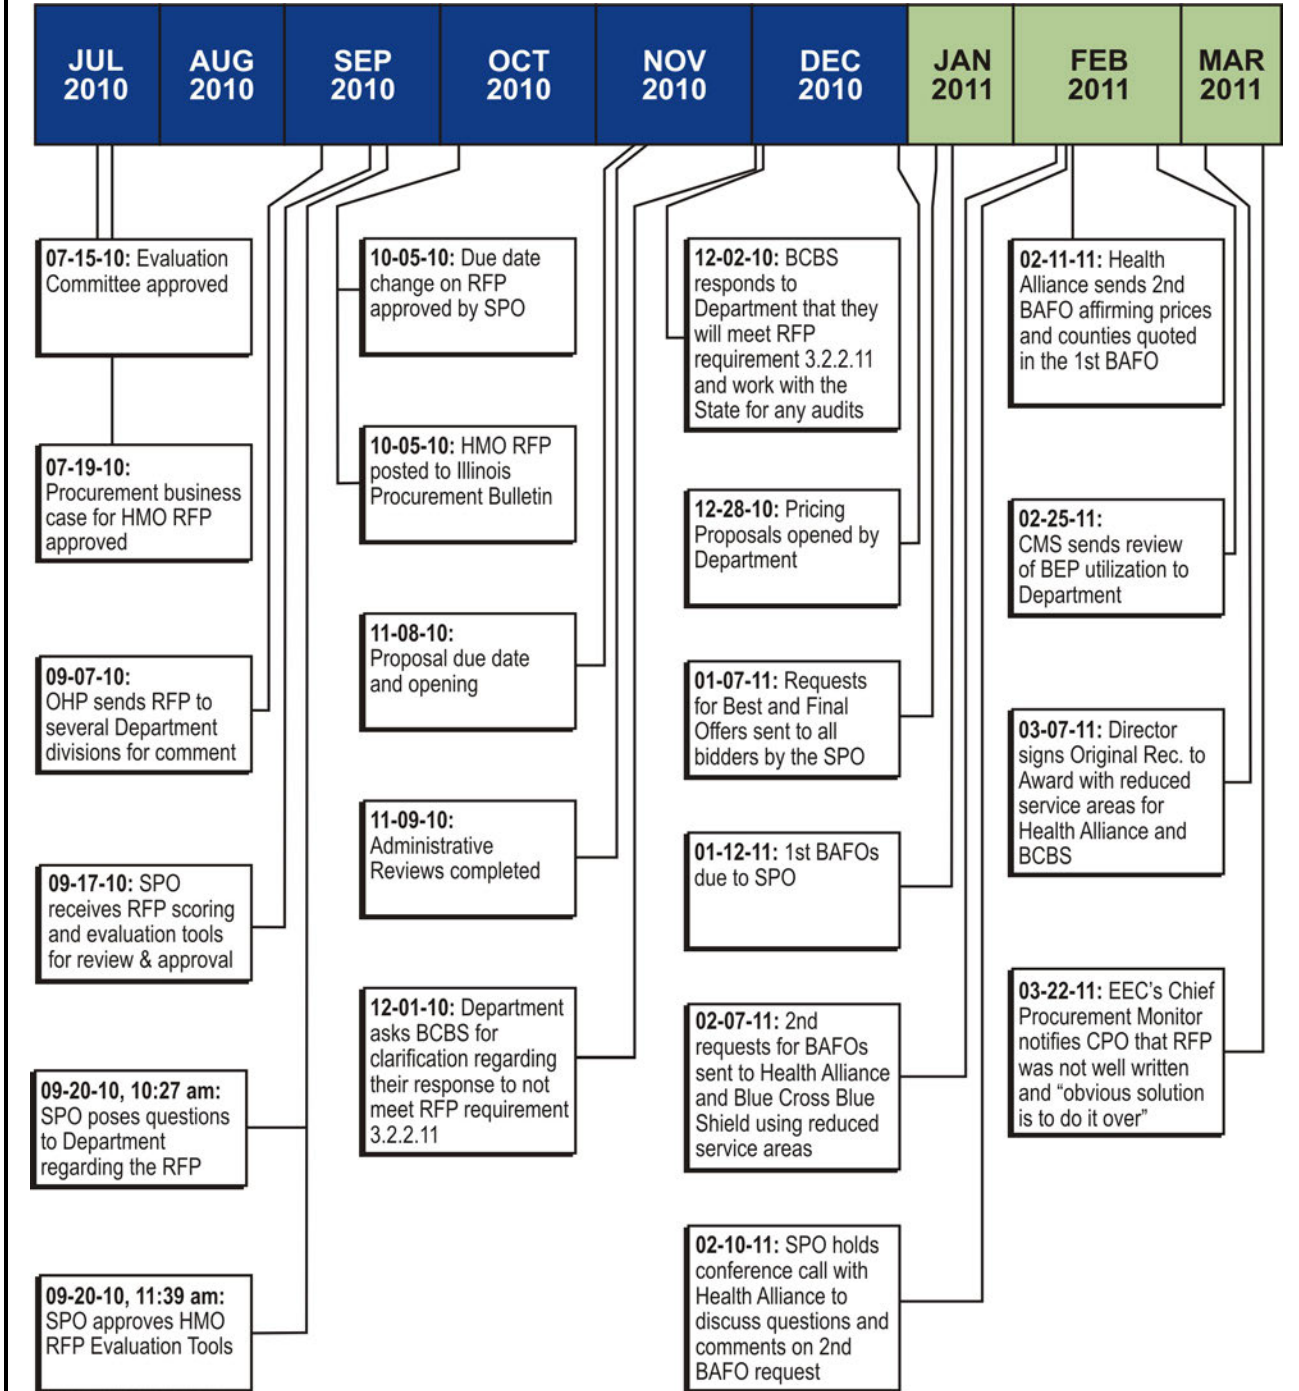 JUL
2010
AUG
2010
SEP
2010
OCT
2010
NOV
2010
DEC
2010
JAN
2011
FEB
2011
MAR
2011
07-15-10: Evaluation
Committee approved
07-19-10:
Procurement business
case for HMO RFP
approved
09-07-10:
OHP sends RFP to
several Department
divisions for comment
09-17-10: SPO
receives RFP scoring
and evaluation tools
for review & approval
09-20-10, 10:27 am:
SPO poses questions
to Department
regarding the RFP
09-20-10, 11:39 am:
SPO approves HMO
RFP Evaluation Tools
10-05-10: Due date
change on RFP
approved by SPO
10-05-10: HMO RFP
posted to Illinois
Procurement Bulletin
11-08-10:
Proposal due date
and opening
11-09-10:
Administrative
Reviews completed
12-01-10: Department
asks BCBS for
clarification regarding
their response to not
meet RFP requirement
3.2.2.11
12-02-10: BCBS
responds to
Department that they
will meet RFP
requirement 3.2.2.11
and work with the
State for any audits
12-28-10: Pricing
Proposals opened by
Department
01-07-11: Requests
for Best and Final
Offers sent to all
bidders by the SPO
01-12-11: 1st BAFOs
due to SPO
02-07-11: 2nd
requests for BAFOs
sent to Health Alliance
and Blue Cross Blue
Shield using reduced
service areas
02-10-11: SPO holds
conference call with
Health Alliance to
discuss questions and
comments on 2nd
BAFO request
02-11-11: Health
Alliance sends 2nd
BAFO affirming prices
and counties quoted
in the 1st BAFO
02-25-11:
CMS sends review
of BEP utilization to
Department
03-07-11: Director
signs Original Rec. to
Award with reduced
service areas for
Health Alliance and
BCBS
03-22-11: EEC's Chief
Procurement Monitor
notifies CPO that RFP
was not well written
and “obvious solution
is to do it over”